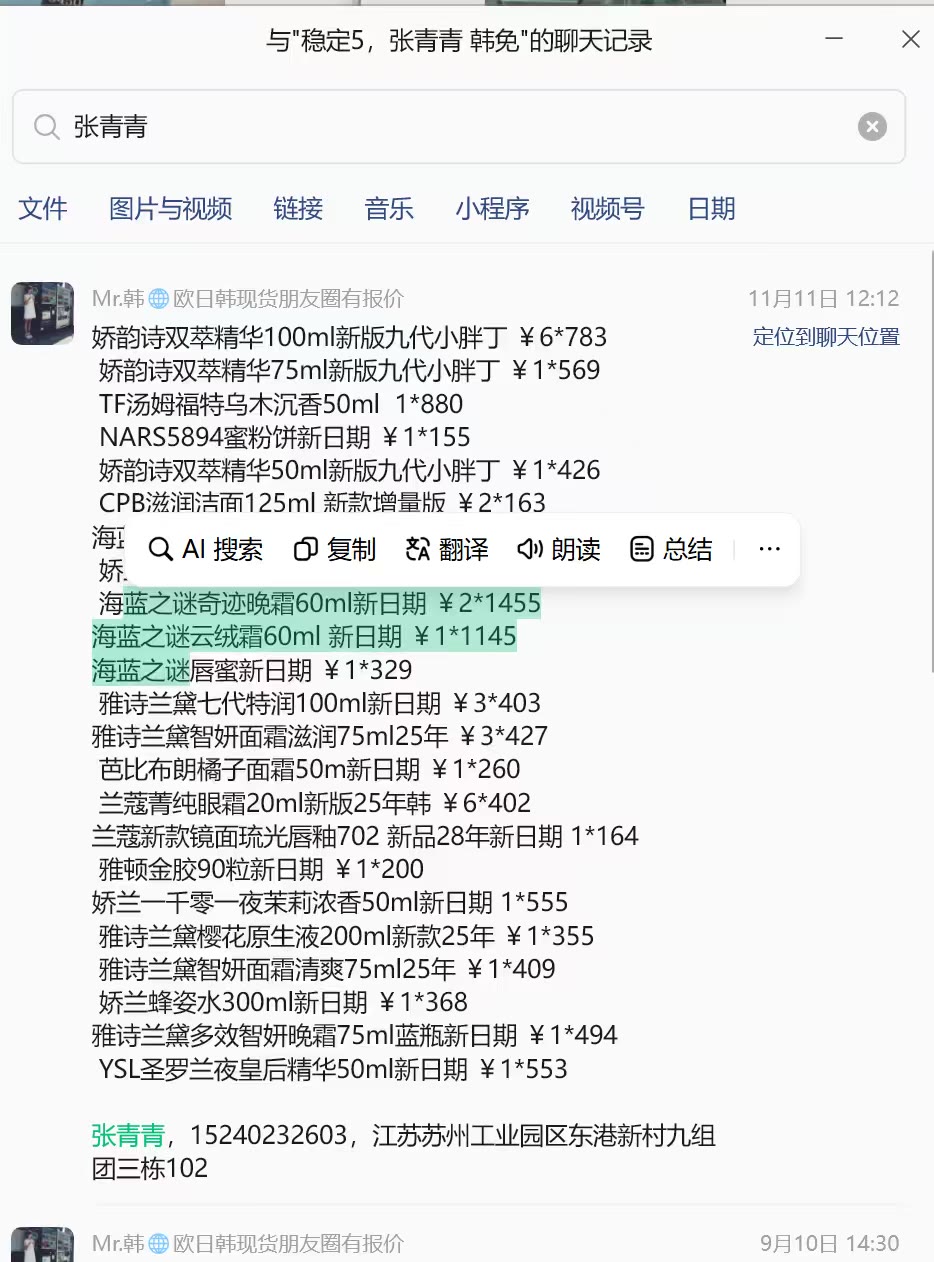 与"稳定5，张青青 韩免"的聊天记录
张青青
文件 图片与视频 链接 音乐 小程序 视频号 日期
Mr.韩🌐欧日韩现货朋友圈有报价 11月11日 12:12
定位到聊天位置
娇韵诗双萃精华100ml新版九代小胖丁 ￥6*783
娇韵诗双萃精华75ml新版九代小胖丁 ￥1*569
TF汤姆福特乌木沉香50ml 1*880
NARS5894蜜粉饼新日期 ￥1*155
娇韵诗双萃精华50ml新版九代小胖丁 ￥1*426
CPB滋润洁面125ml 新款增量版 ￥2*163
海
AI 搜索 复制 翻译 朗读 总结 ···
娇
海蓝之谜奇迹晚霜60ml新日期 ￥2*1455
海蓝之谜云绒霜60ml 新日期 ￥1*1145
海蓝之谜唇蜜新日期 ￥1*329
雅诗兰黛七代特润100ml新日期 ￥3*403
雅诗兰黛智妍面霜滋润75ml25年 ￥3*427
芭比布朗橘子面霜50m新日期 ￥1*260
兰蔻菁纯眼霜20ml新版25年韩 ￥6*402
兰蔻新款镜面琉光唇釉702 新品28年新日期 1*164
雅顿金胶90粒新日期 ￥1*200
娇兰一千零一夜茉莉浓香50ml新日期 1*555
雅诗兰黛樱花原生液200ml新款25年 ￥1*355
雅诗兰黛智妍面霜清爽75ml25年 ￥1*409
娇兰蜂姿水300ml新日期 ￥1*368
雅诗兰黛多效智妍晚霜75ml蓝瓶新日期 ￥1*494
YSL圣罗兰夜皇后精华50ml新日期 ￥1*553
张青青，15240232603，江苏苏州工业园区东港新村九组
团三栋102
Mr.韩🌐欧日韩现货朋友圈有报价 9月10日 14:30